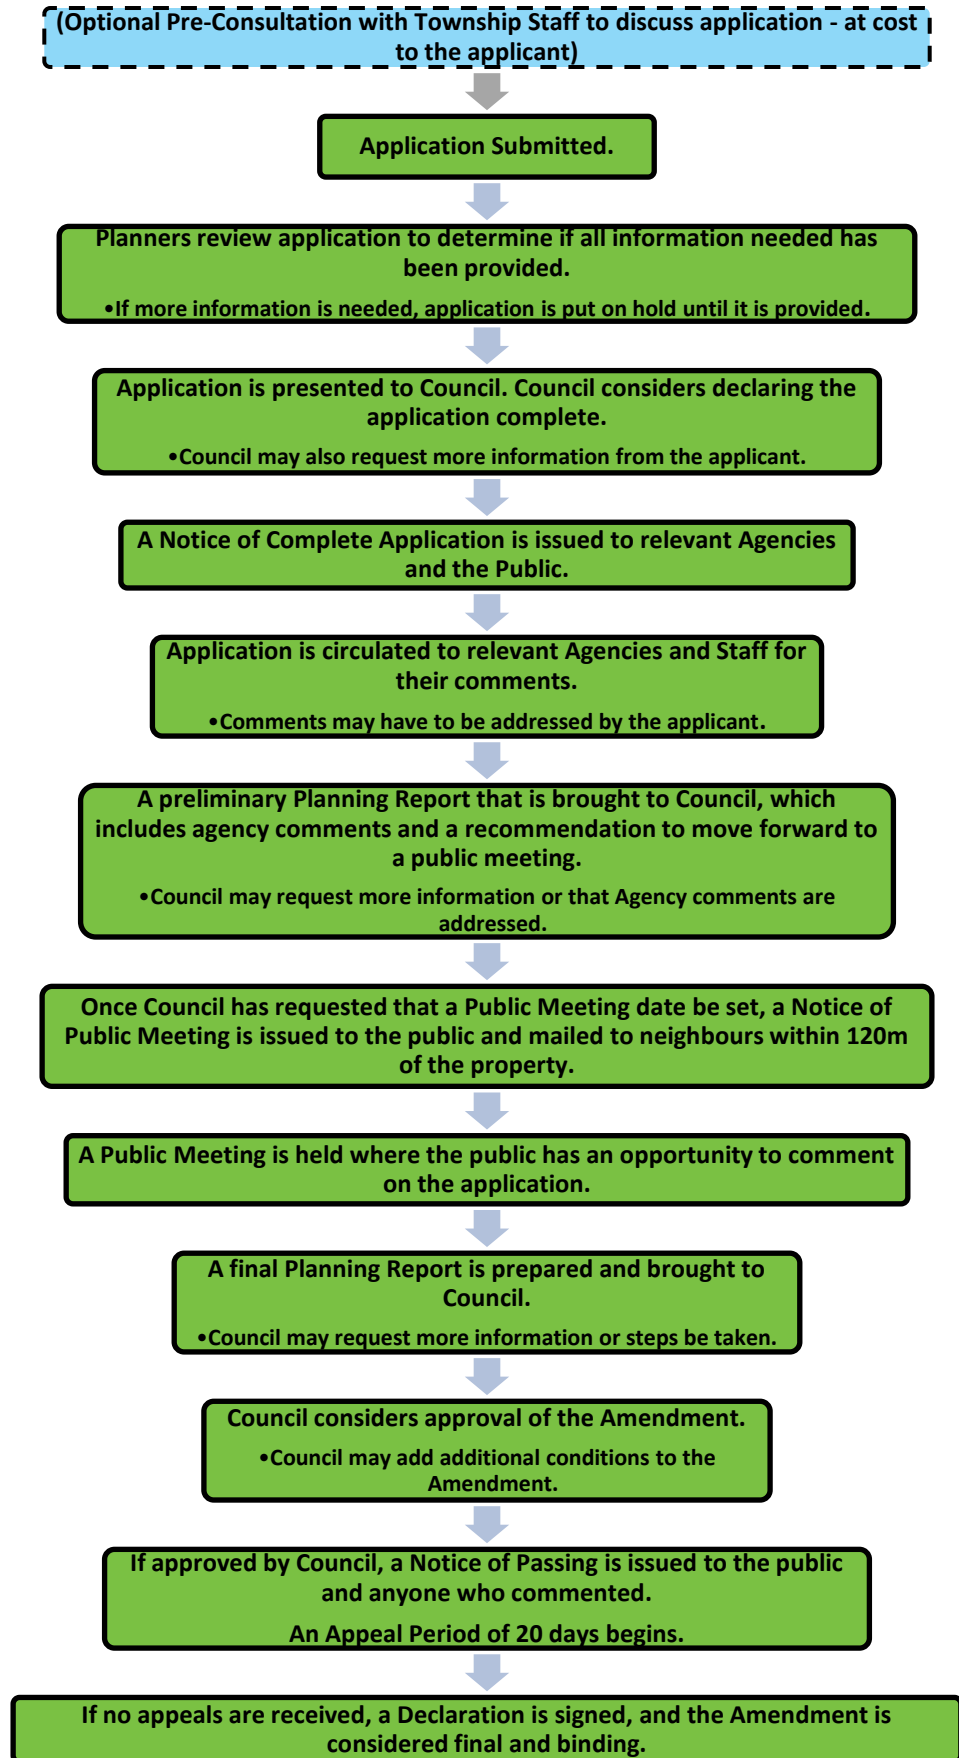 (Optional Pre-Consultation with Township Staff to discuss application - at cost
to the applicant)
Application Submitted.
Planners review application to determine if all information needed has
been provided.
•If more information is needed, application is put on hold until it is provided.
Application is presented to Council. Council considers declaring the
application complete.
•Council may also request more information from the applicant.
A Notice of Complete Application is issued to relevant Agencies
and the Public.
Application is circulated to relevant Agencies and Staff for
their comments.
•Comments may have to be addressed by the applicant.
A preliminary Planning Report that is brought to Council, which
includes agency comments and a recommendation to move forward to
a public meeting.
•Council may request more information or that Agency comments are
addressed.
Once Council has requested that a Public Meeting date be set, a Notice of
Public Meeting is issued to the public and mailed to neighbours within 120m
of the property.
A Public Meeting is held where the public has an opportunity to comment
on the application.
A final Planning Report is prepared and brought to
Council.
•Council may request more information or steps be taken.
Council considers approval of the Amendment.
•Council may add additional conditions to the
Amendment.
If approved by Council, a Notice of Passing is issued to the public
and anyone who commented.
An Appeal Period of 20 days begins.
If no appeals are received, a Declaration is signed, and the Amendment is
considered final and binding.